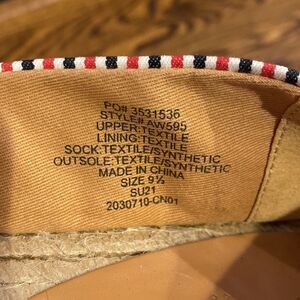 PO# 3531536
STYLE# AW595
UPPER:TEXTILE
LINING:TEXTILE
SOCK:TEXTILE/SYNTHETIC
OUTSOLE:TEXTILE/SYNTHETIC
MADE IN CHINA
SIZE 9½
SU21
2030710-CN01